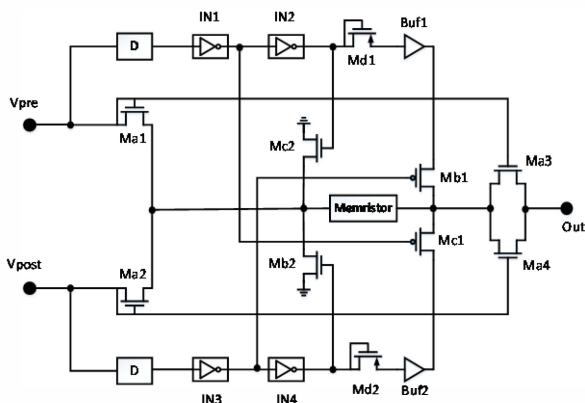 IN1
IN2
D
Md1
Buf1
Vpre
Ma1
Mc2
Ma3
Mb1
Memristor
Out
Mc1
Vpost
Ma2
Mb2
Ma4
D
IN3
IN4
Md2
Buf2